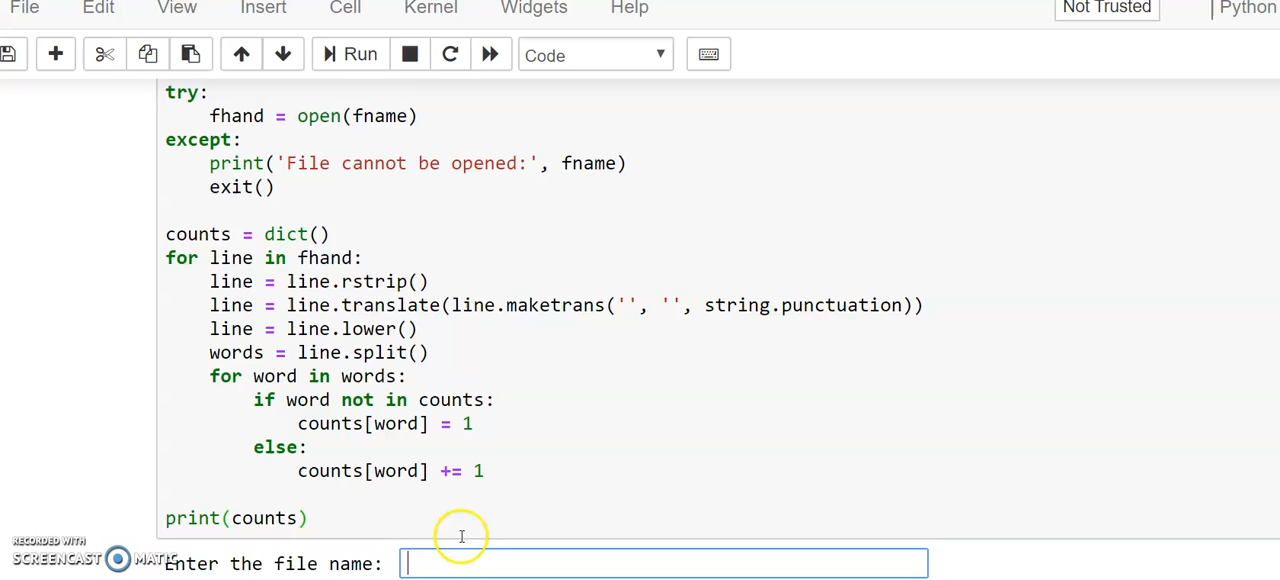 File Edit View Insert Cell Kernel Widgets Help Not Trusted Python
Run Code
try:
    fhand = open(fname)
except:
    print('File cannot be opened:', fname)
    exit()
counts = dict()
for line in fhand:
    line = line.rstrip()
    line = line.translate(line.maketrans('', '', string.punctuation))
    line = line.lower()
    words = line.split()
    for word in words:
        if word not in counts:
            counts[word] = 1
        else:
            counts[word] += 1
print(counts)
RECORDED WITH
SCREENCAST MATIC
Enter the file name: